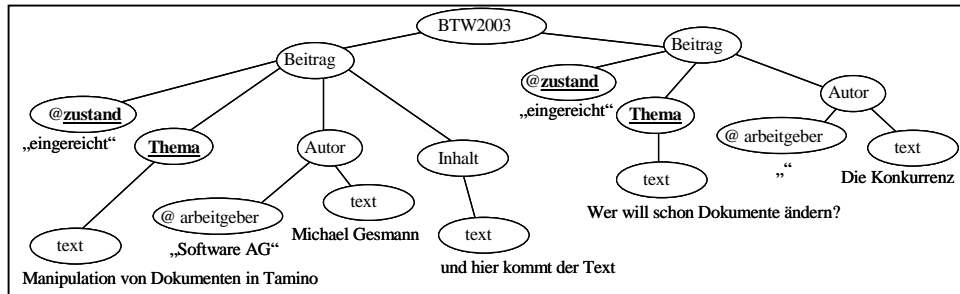 BTW2003
Beitrag
Beitrag
@zustand
„eingereicht“
Thema
Autor
Inhalt
@zustand
„eingereicht“
Thema
Autor
text
@ arbeitgeber
„Software AG“
text
Michael Gesmann
text
text
@ arbeitgeber
„“
text
Die Konkurrenz
Wer will schon Dokumente ändern?
Manipulation von Dokumenten in Tamino
und hier kommt der Text